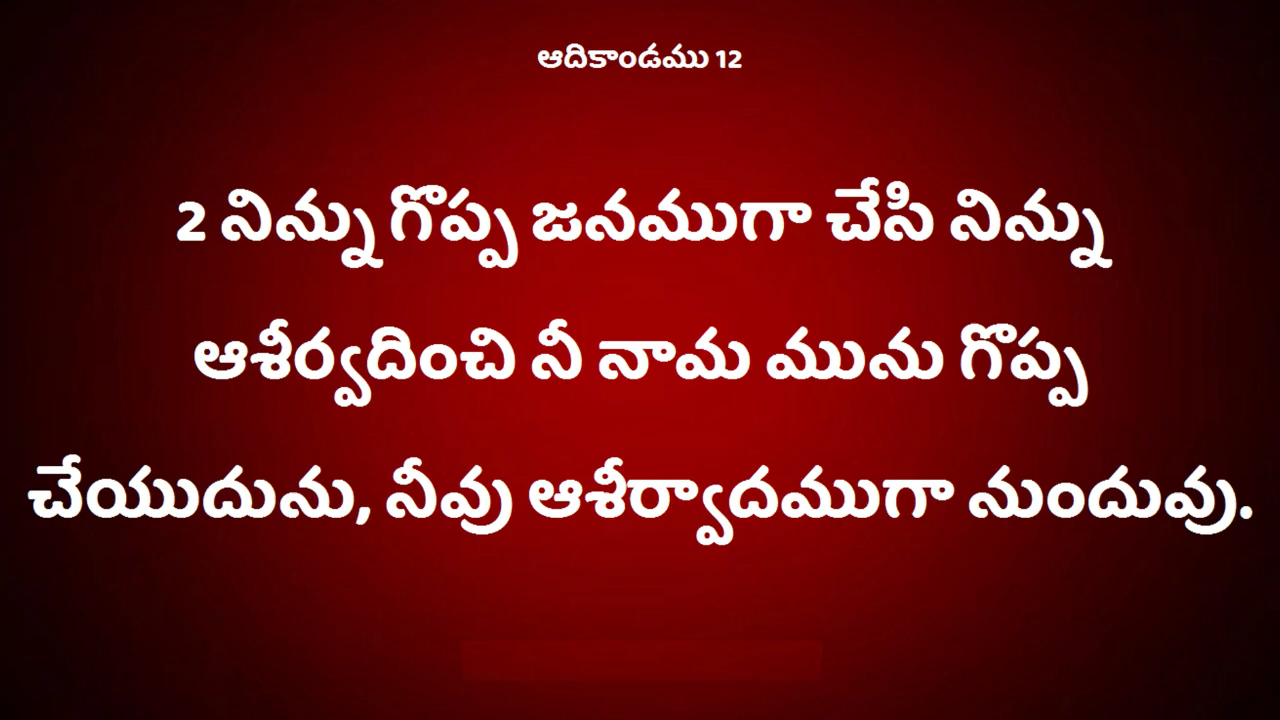 ఆదికాండము 12
2 నిన్ను గొప్ప జనముగా చేసి నిన్ను
ఆశీర్వదించి నీ నామ మును గొప్ప
చేయుదును, నీవు ఆశీర్వాదముగా నుందువు.